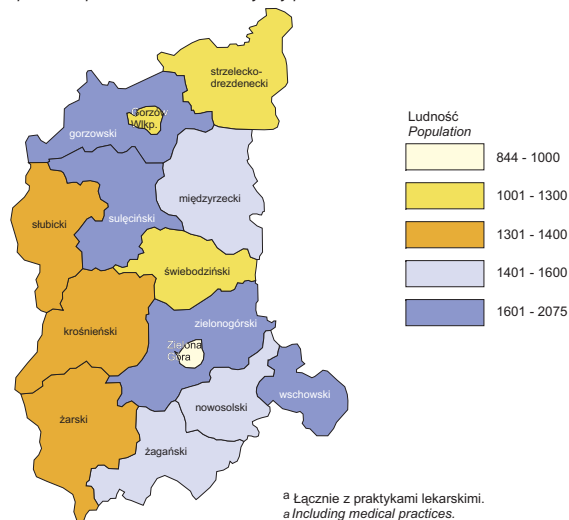 strzelecko-
drezdenecki
Gorzów
Wlkp.
gorzowski
międzyrzecki
słubicki
sulęciński
świebodziński
krośnieński
zielonogórski
Zielona
Góra
wschowski
nowosolski
żarski
żagański
Ludność
Population
844 - 1000
1001 - 1300
1301 - 1400
1401 - 1600
1601 - 2075
a Łącznie z praktykami lekarskimi.
a Including medical practices.